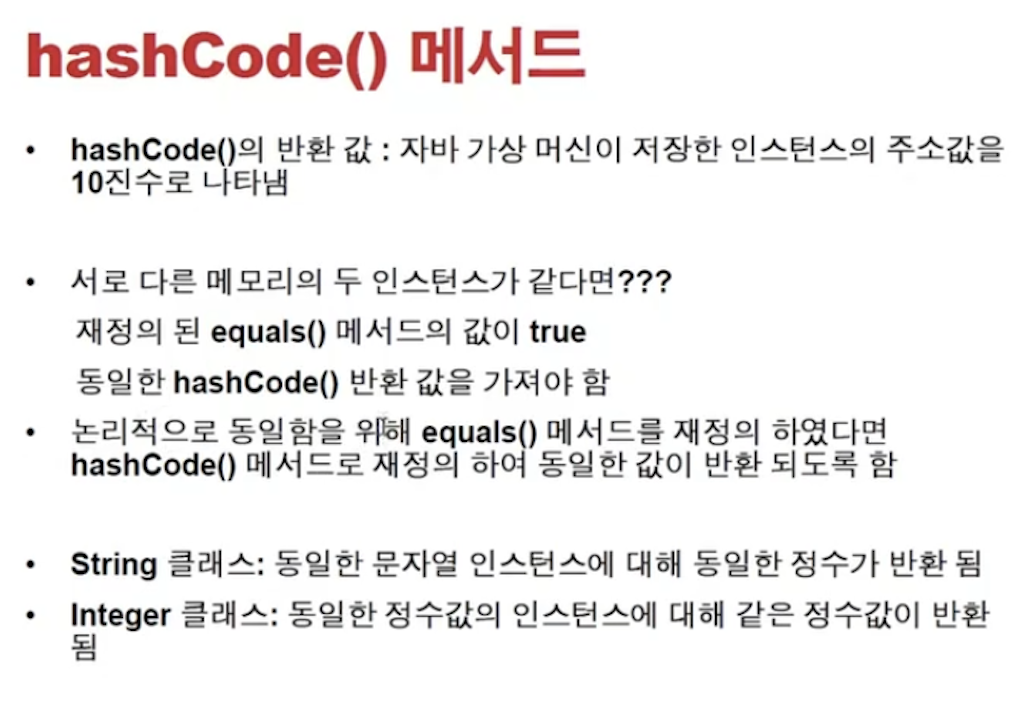 hashCode() 메서드
• hashCode()의 반환 값 : 자바 가상 머신이 저장한 인스턴스의 주소값을
10진수로 나타냄
• 서로 다른 메모리의 두 인스턴스가 같다면???
재정의 된 equals() 메서드의 값이 true
동일한 hashCode() 반환 값을 가져야 함
• 논리적으로 동일함을 위해 equals() 메서드를 재정의 하였다면
hashCode() 메서드로 재정의 하여 동일한 값이 반환 되도록 함
• String 클래스: 동일한 문자열 인스턴스에 대해 동일한 정수가 반환 됨
• Integer 클래스: 동일한 정수값의 인스턴스에 대해 같은 정수값이 반환
됨